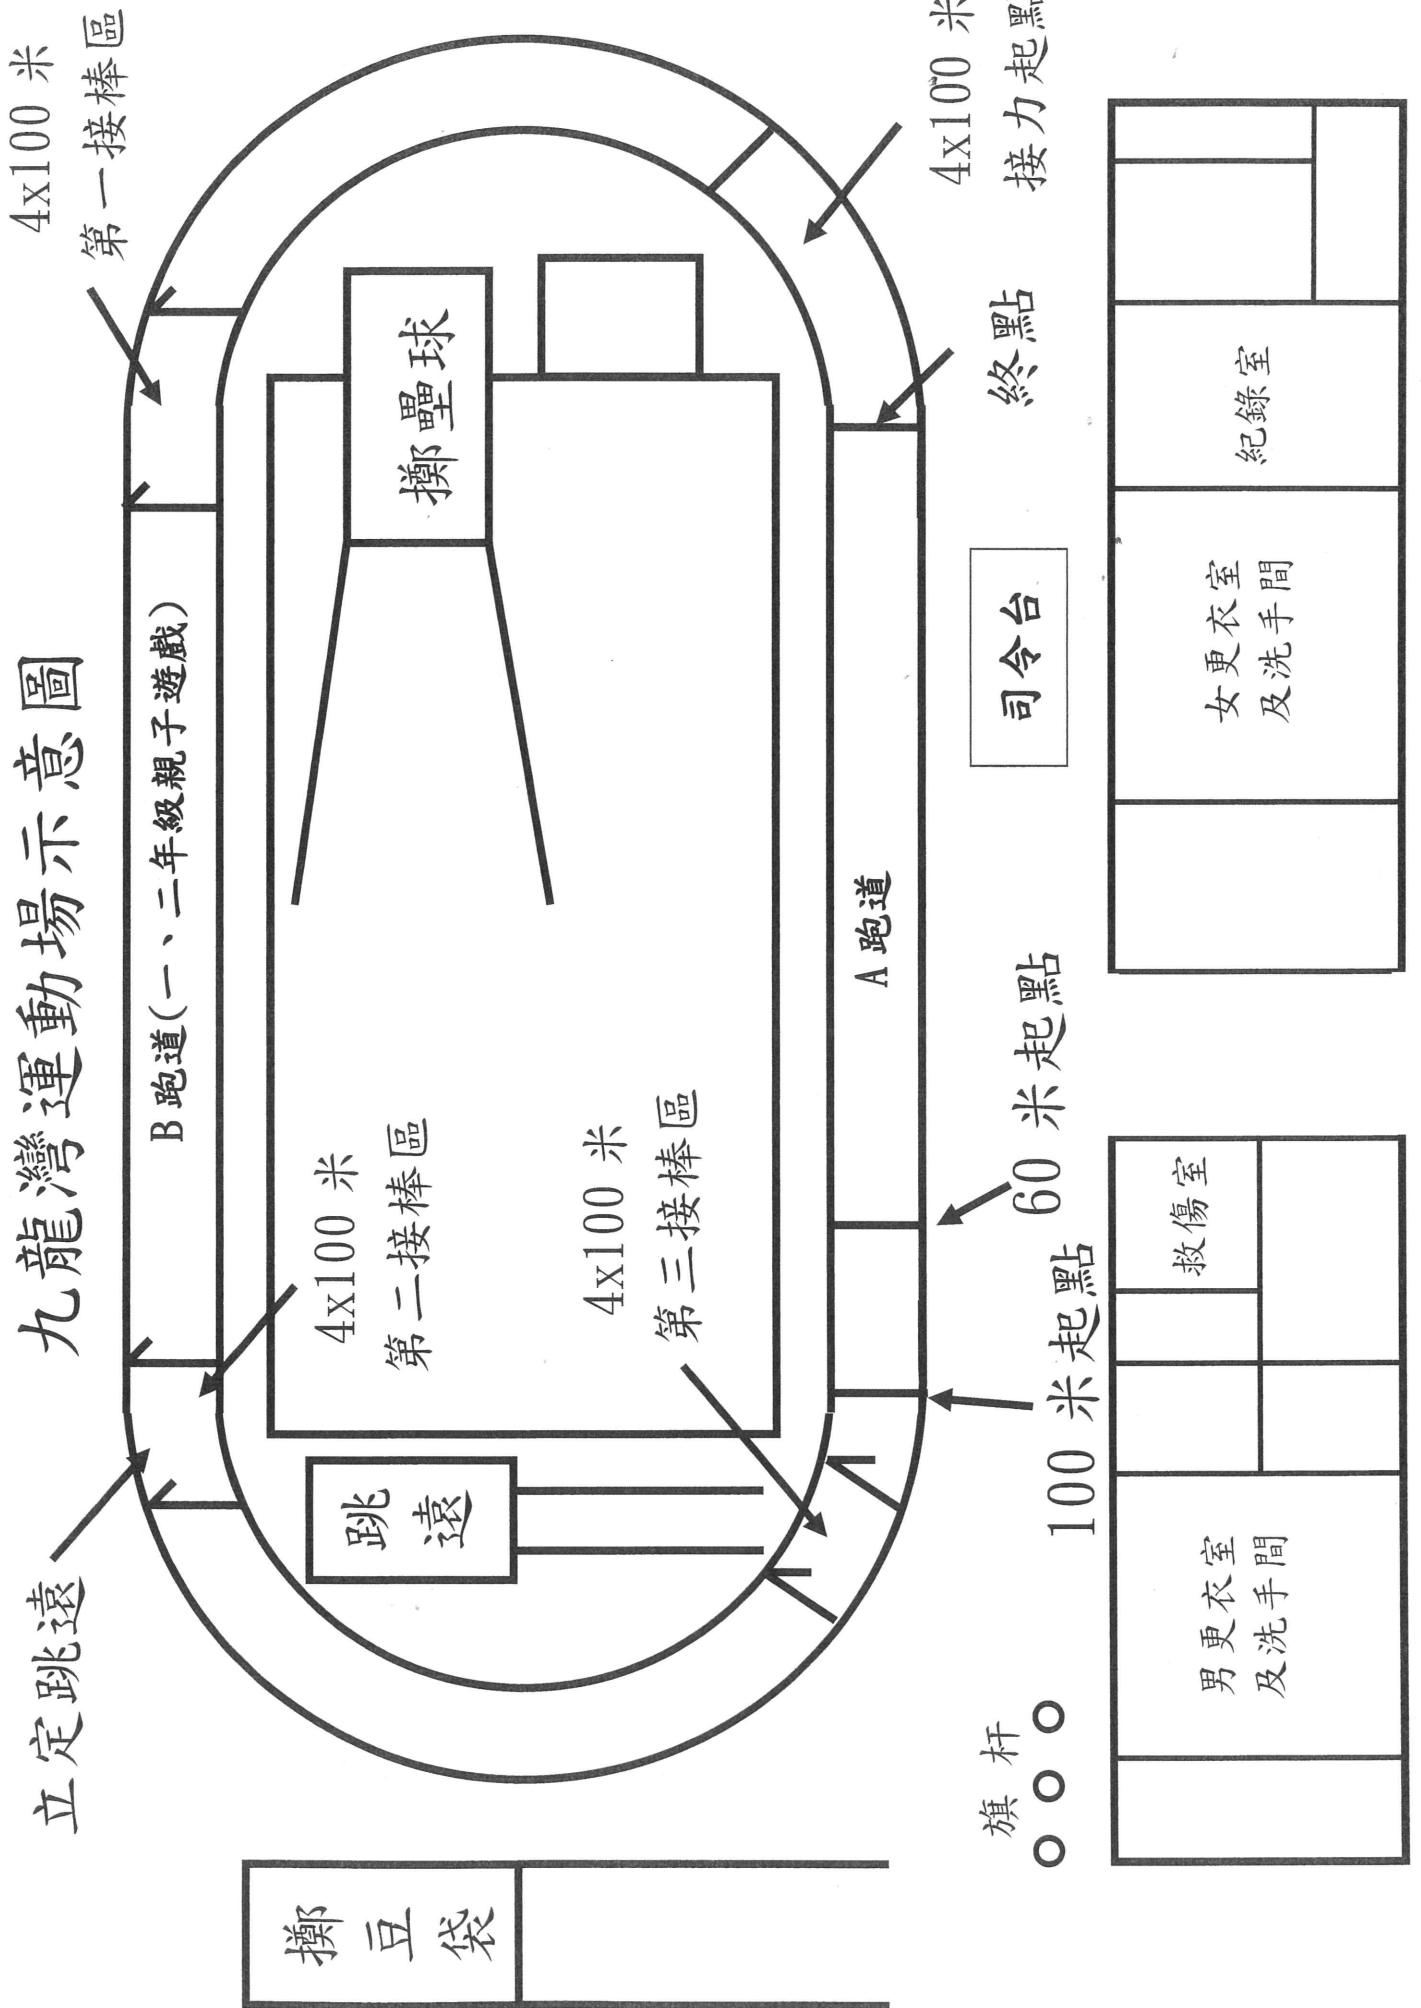 九龍灣運動場示意圖
4x100 米
第一接棒區
立定跳遠
B 跑道(一、二年級親子遊戲)
4x100 米
第二接棒區
擲壘球
跳
遠
4x100 米
第三接棒區
擲
豆
袋
A 跑道
4x100 米
接力起點
終點
司令台
60 米起點
100 米起點
旗 杆
男更衣室
及洗手間
救傷室
女更衣室
及洗手間
紀錄室